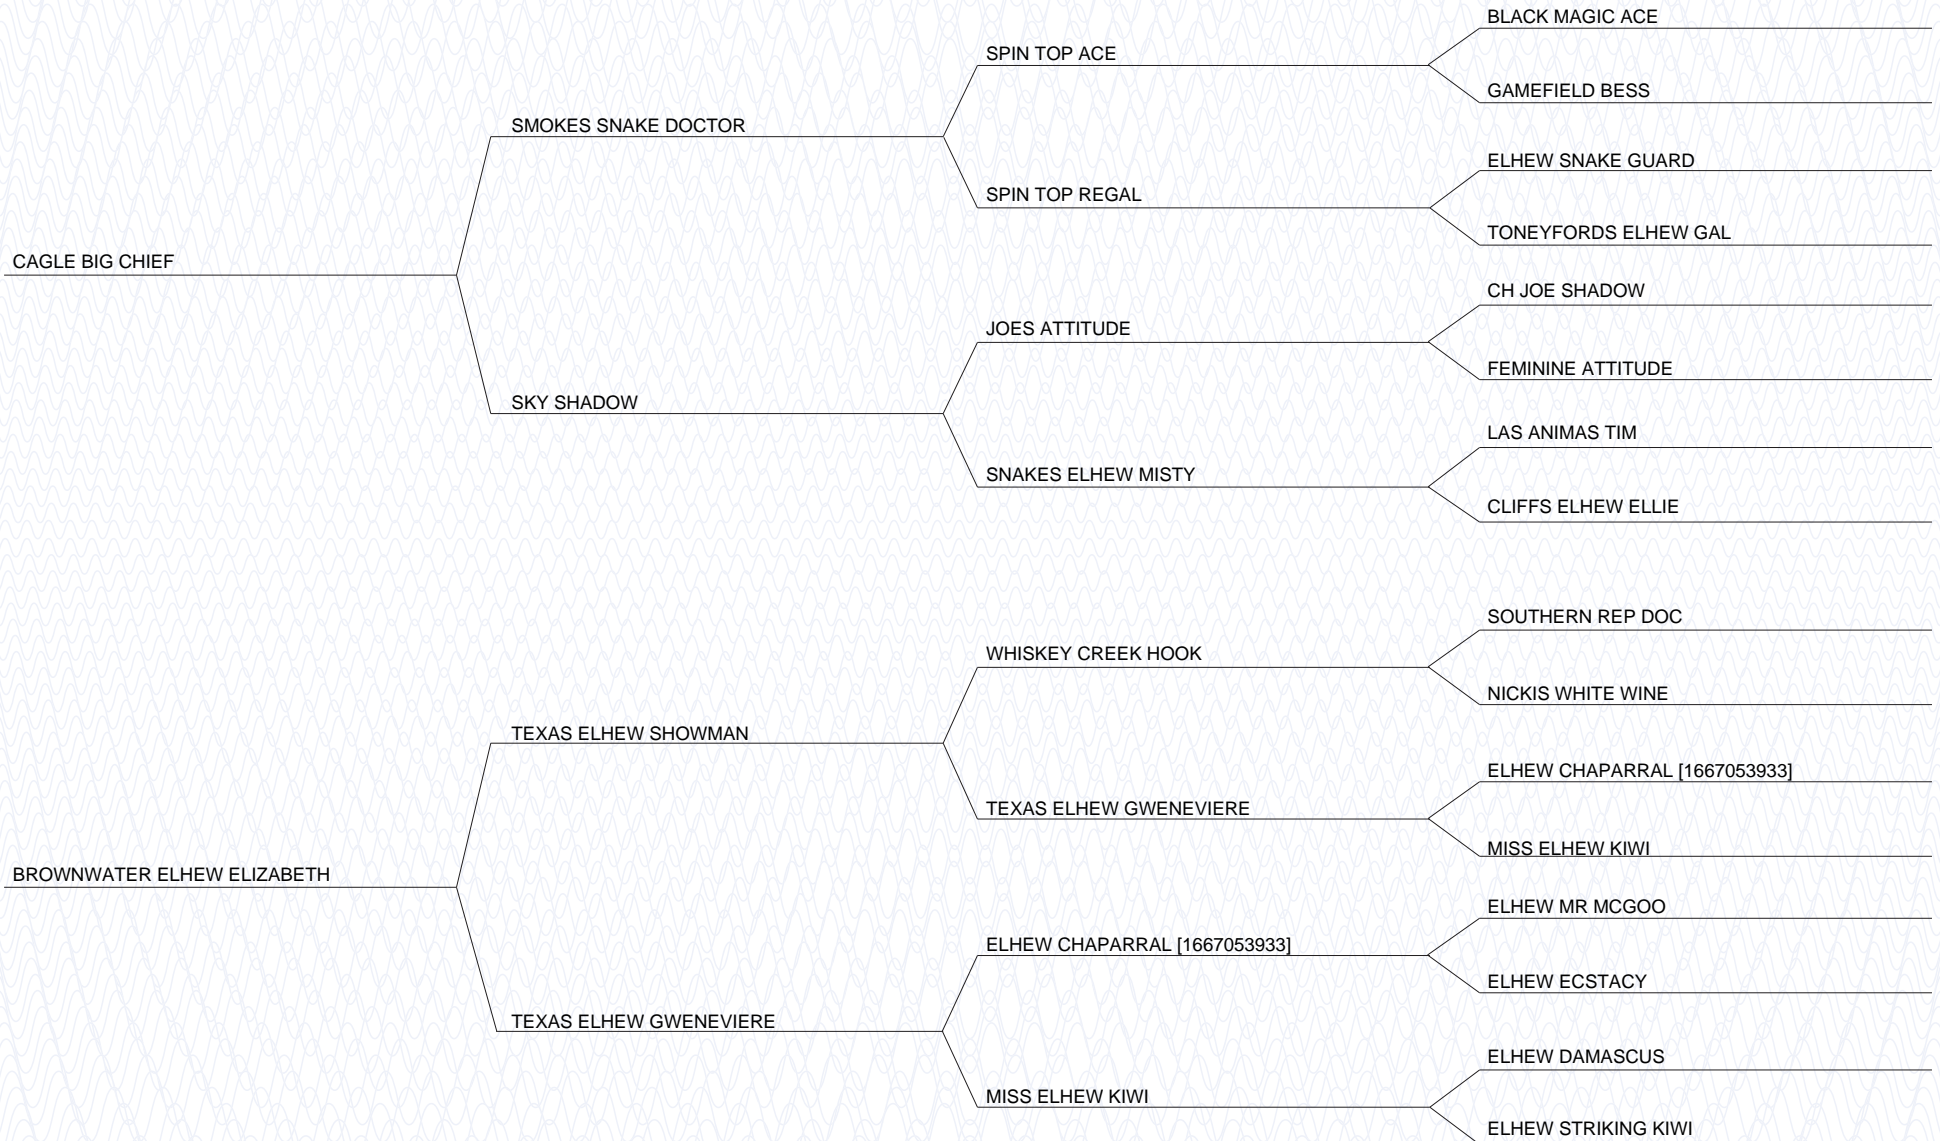 BLACK MAGIC ACE
SPIN TOP ACE
GAMEFIELD BESS
SMOKES SNAKE DOCTOR
ELHEW SNAKE GUARD
SPIN TOP REGAL
TONEYFORDS ELHEW GAL
CAGLE BIG CHIEF
CH JOE SHADOW
JOES ATTITUDE
FEMININE ATTITUDE
SKY SHADOW
LAS ANIMAS TIM
SNAKES ELHEW MISTY
CLIFFS ELHEW ELLIE
SOUTHERN REP DOC
WHISKEY CREEK HOOK
NICKIS WHITE WINE
TEXAS ELHEW SHOWMAN
ELHEW CHAPARRAL [1667053933]
TEXAS ELHEW GWENEVIERE
MISS ELHEW KIWI
BROWNWATER ELHEW ELIZABETH
ELHEW MR MCGOO
ELHEW CHAPARRAL [1667053933]
ELHEW ECSTACY
TEXAS ELHEW GWENEVIERE
ELHEW DAMASCUS
MISS ELHEW KIWI
ELHEW STRIKING KIWI